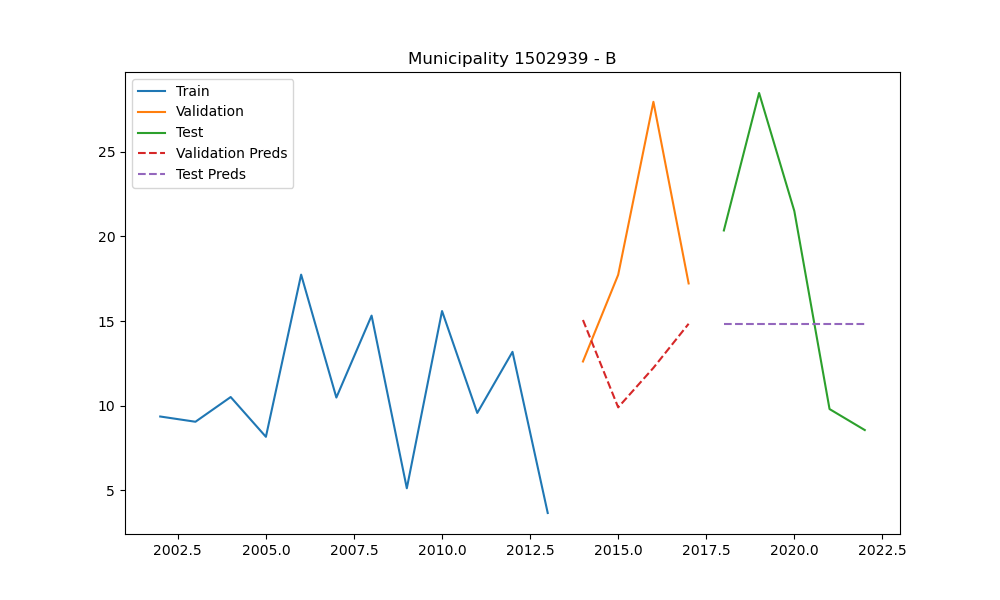 Municipality 1502939 - B
Train
Validation
Test
Validation Preds
Test Preds
25
20
15
10
5
2002.5 2005.0 2007.5 2010.0 2012.5 2015.0 2017.5 2020.0 2022.5